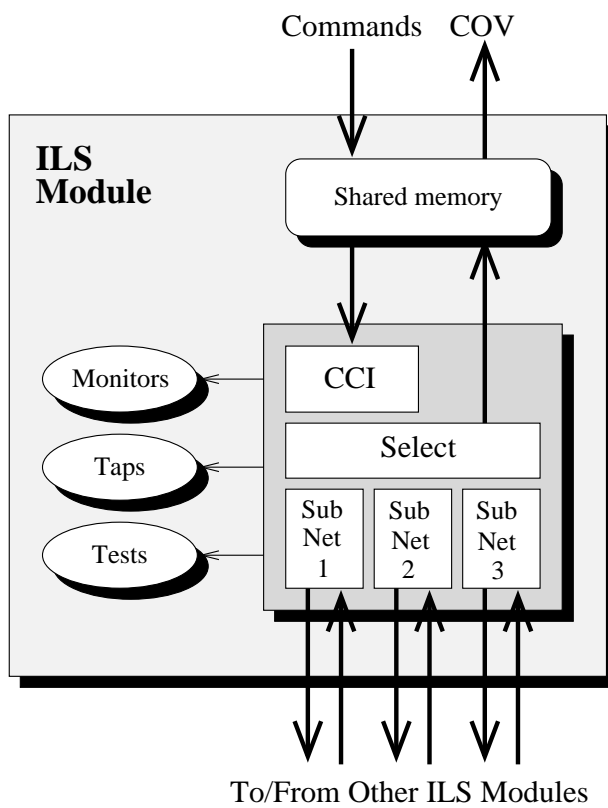 Commands COV
ILS
Module
Shared memory
Monitors
CCI
Taps
Select
Tests
Sub
Net
1
Sub
Net
2
Sub
Net
3
To/From Other ILS Modules